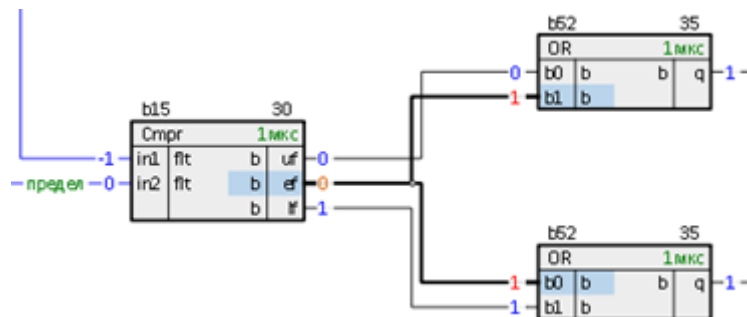 b52 35
OR 1мкс
0 b0 b b q 1
1 b1 b
b15 30
Cmpr 1мкс
-1 in1 flt b uf 0
предел 0 in2 flt b ef 0
b lf 1
b52 35
OR 1мкс
1 b0 b b q 1
1 b1 b